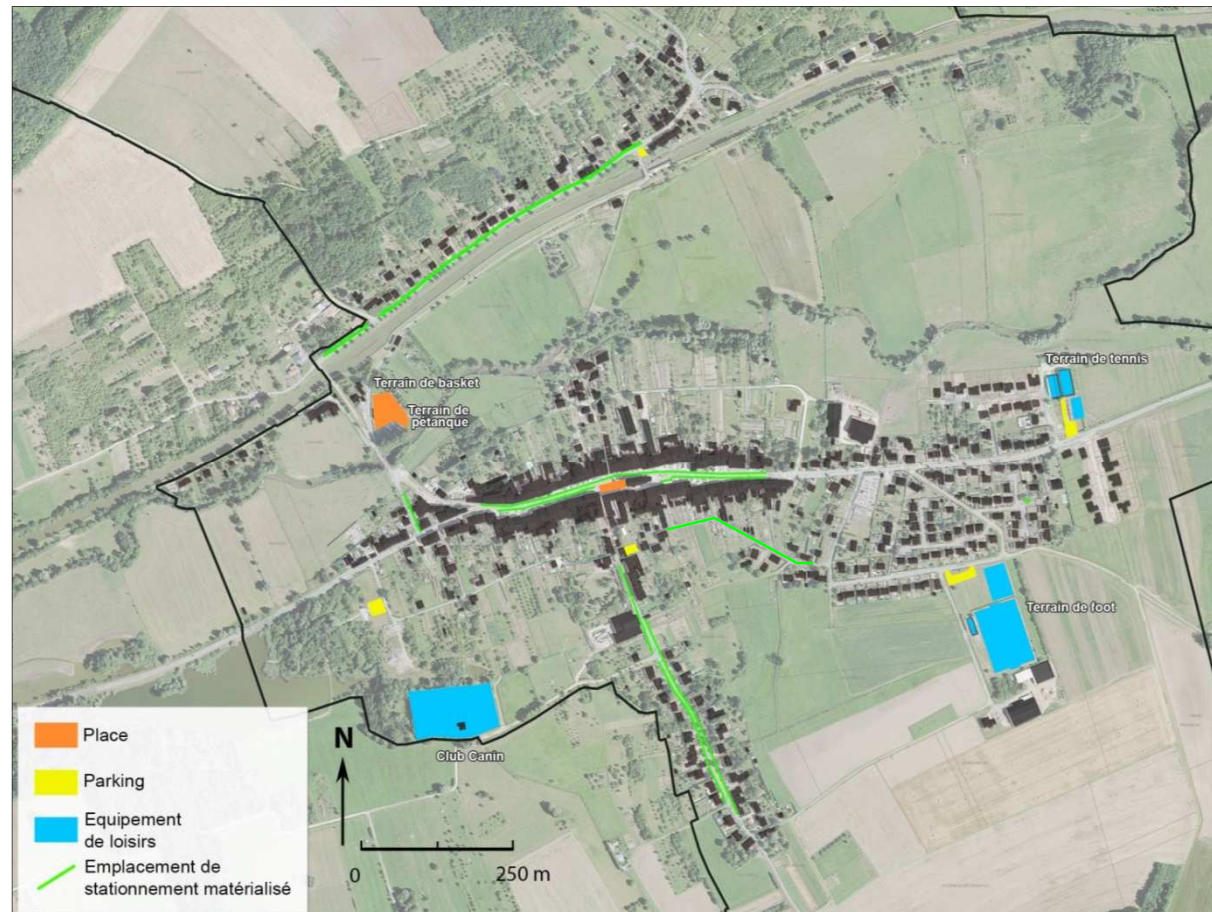 Terrain de tennis
Terrain de basket
Terrain de
pétanque
Terrain de foot
Club Canin
Place
Parking
Equipement
de loisirs
Emplacement de
stationnement matérialisé
N
0 250 m